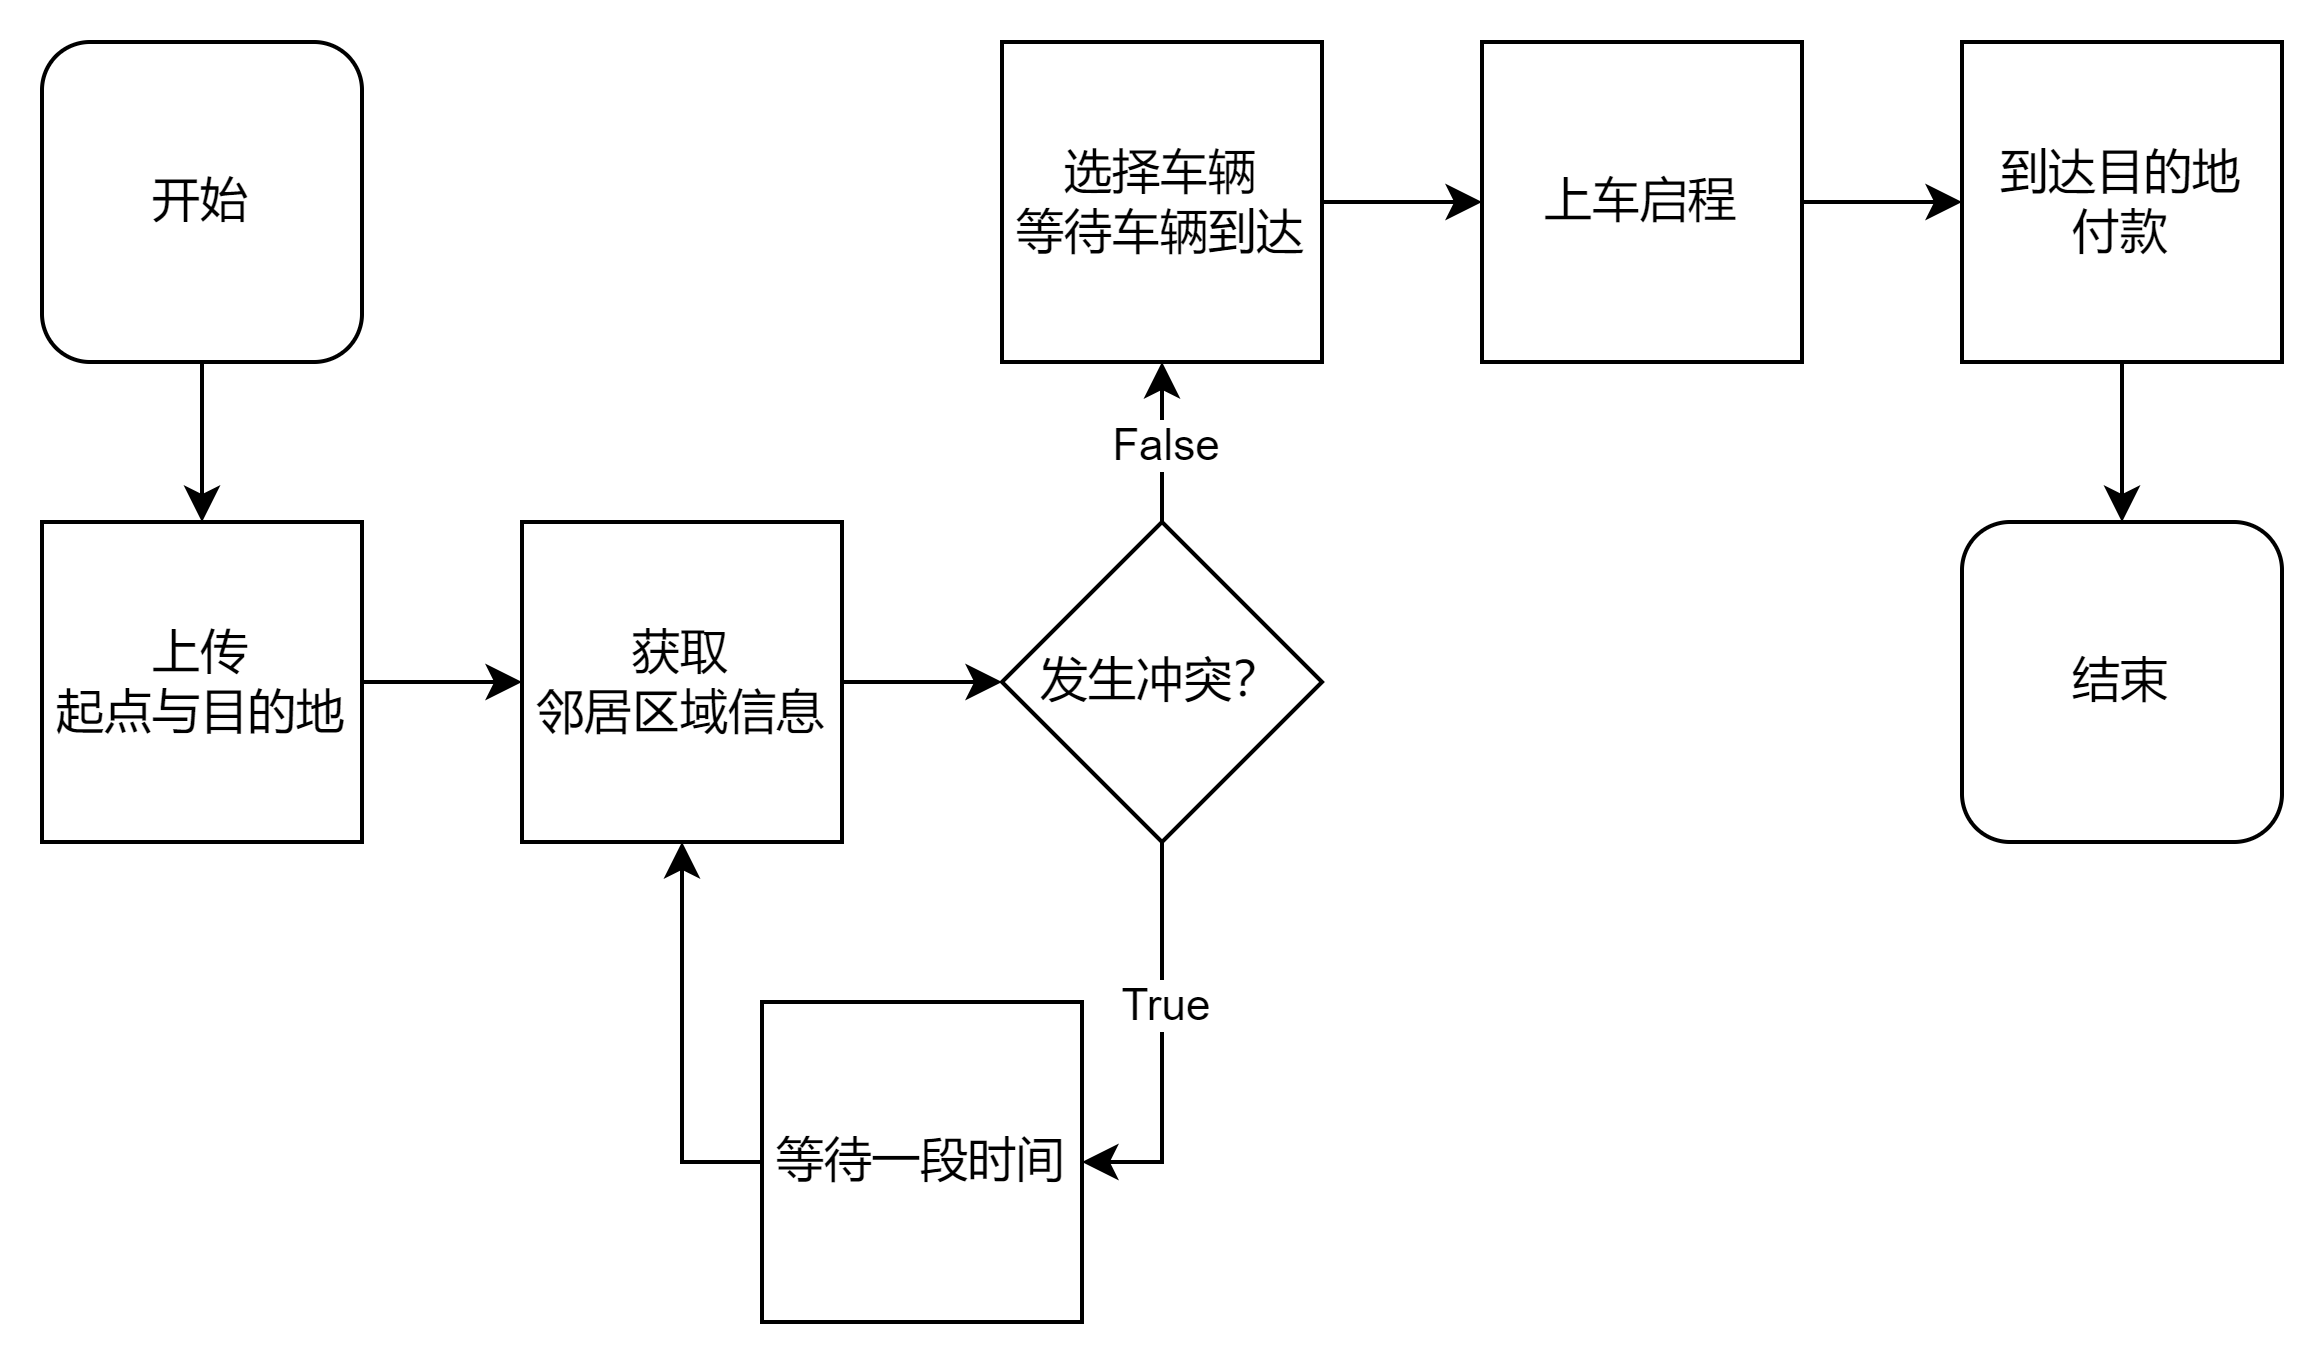 开始
上传
起点与目的地
获取
邻居区域信息
发生冲突?
False
True
等待一段时间
选择车辆
等待车辆到达
上车启程
到达目的地
付款
结束